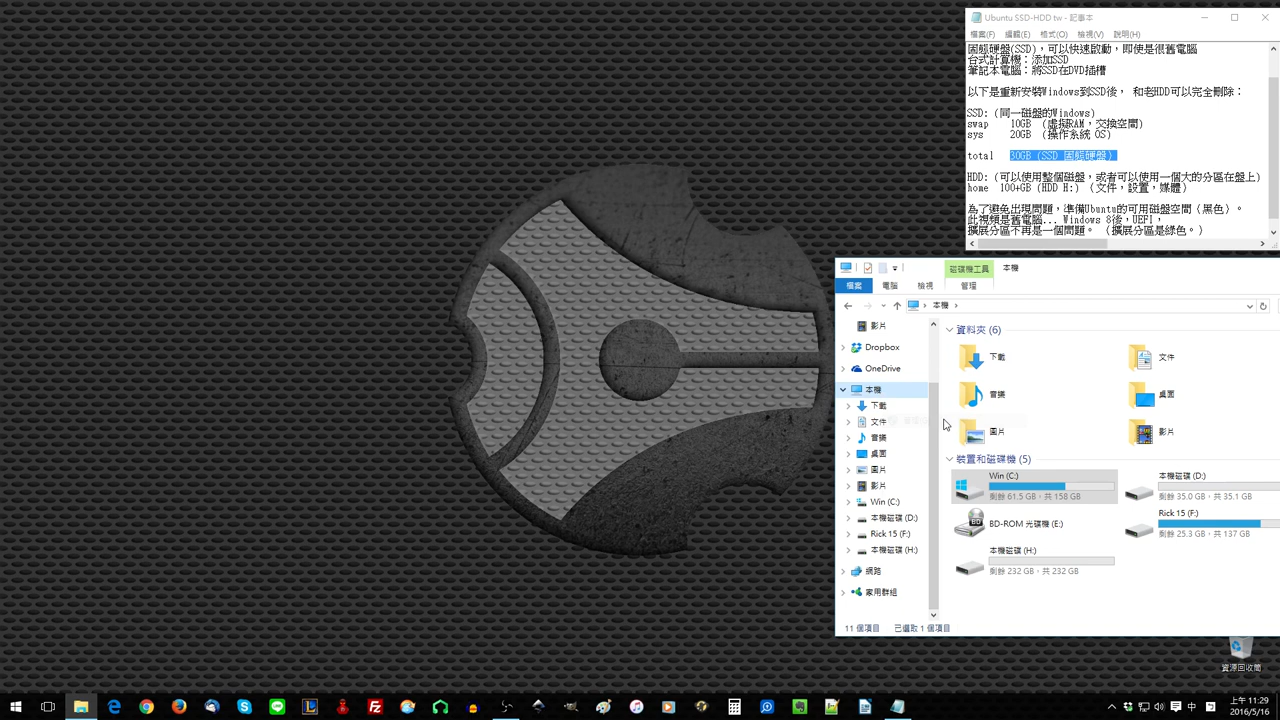 Ubuntu SSD-HDD tw - 記事本
檔案(F) 編輯(E) 格式(O) 檢視(V) 說明(H)
固態硬盤(SSD)，可以快速啟動，即使是很舊電腦
台式計算機：添加SSD
筆記本電腦：將SSD在DVD插槽
以下是重新安裝Windows到SSD後， 和老HDD可以完全刪除：
SSD: (同一磁盤的Windows)
swap 10GB (虛擬RAM，交換空間)
sys 20GB (操作系統 OS)
total 30GB (SSD 固態硬盤)
HDD: (可以使用整個磁盤，或者可以使用一個大的分區在盤上)
home 100+GB (HDD H:) (文件，設置，媒體)
為了避免出現問題，準備Ubuntu的可用磁盤空間（黑色）。
此視頻是舊電腦... Windows 8後，UEFI，
擴展分區不再是一個問題。 (擴展分區是綠色。)
磁碟機工具 本機
檔案 電腦 檢視 管理
本機
影片
Dropbox
OneDrive
本機
下載
文件
音樂
桌面
圖片
影片
Win (C:)
本機磁碟 (D:)
Rick 15 (F:)
本機磁碟 (H:)
網路
家用群組
資料夾 (6)
下載 文件
音樂 桌面
圖片 影片
裝置和磁碟機 (5)
Win (C:)
剩餘 61.5 GB，共 158 GB
本機磁碟 (D:)
剩餘 35.0 GB，共 35.1 GB
BD-ROM 光碟機 (E:)
Rick 15 (F:)
剩餘 25.3 GB，共 137 GB
本機磁碟 (H:)
剩餘 232 GB，共 232 GB
11 個項目 已選取 1 個項目
資源回收筒
中
上午 11:29
2016/5/16